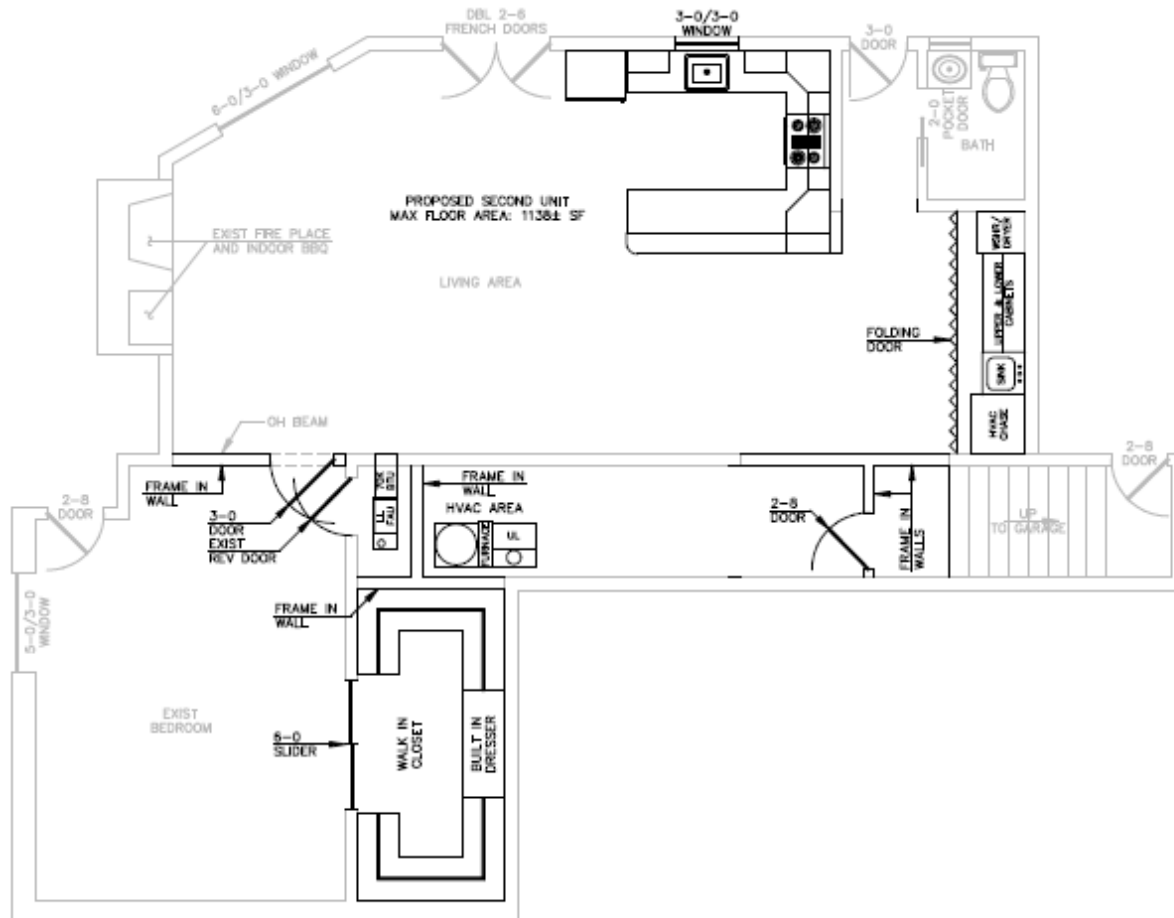 DBL 2-6
FRENCH DOORS
3-0/3-0
WINDOW
3-0
DOOR
6-0/3-0 WINDOW
2-0
POCKET
DOOR
BATH
PROPOSED SECOND UNIT
MAX FLOOR AREA: 1138± SF
EXIST FIRE PLACE
AND INDOOR BBQ
LIVING AREA
WSHR/
DRYER
UPPER & LOWER
CABINETS
FOLDING
DOOR
SINK
HVAC
CHASE
OH BEAM
2-8
DOOR
FRAME IN
WALL
2-8
DOOR
3-0
DOOR
EXIST
REV DOOR
70K
BTU
LL
FAU
FRAME IN
WALL
HVAC AREA
FURNACE
UL
2-8
DOOR
FRAME IN
WALLS
UP
TO GARAGE
5-0/3-0
WINDOW
FRAME IN
WALL
EXIST
BEDROOM
6-0
SLIDER
WALK IN
CLOSET
BUILT IN
DRESSER